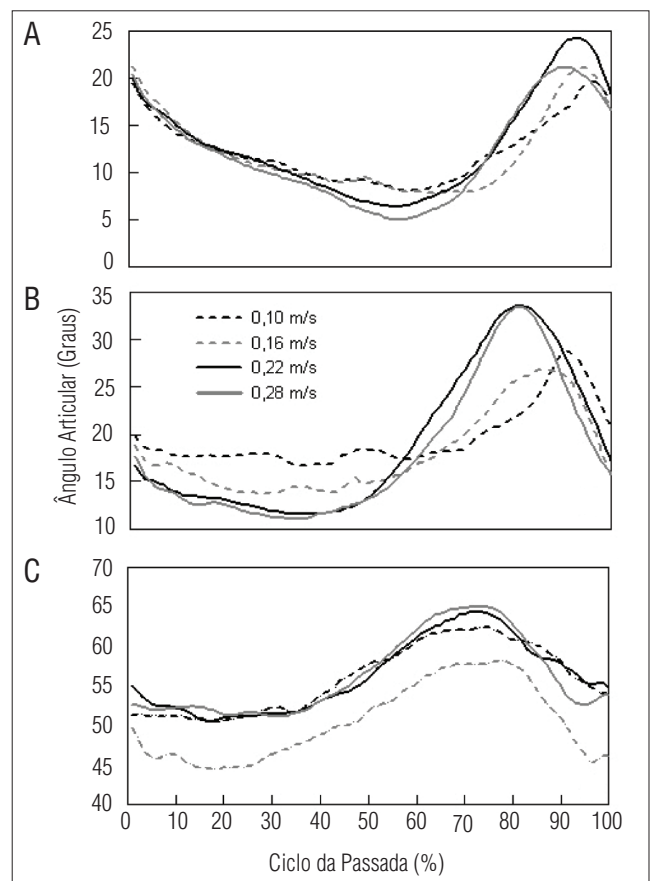 A
25
20
15
10
5
0
B
35
30
25
20
15
10
0,10 m/s
0,16 m/s
0,22 m/s
0,28 m/s
Ângulo Articular (Graus)
C
70
65
60
55
50
45
40
0 10 20 30 40 50 60 70 80 90 100
Ciclo da Passada (%)